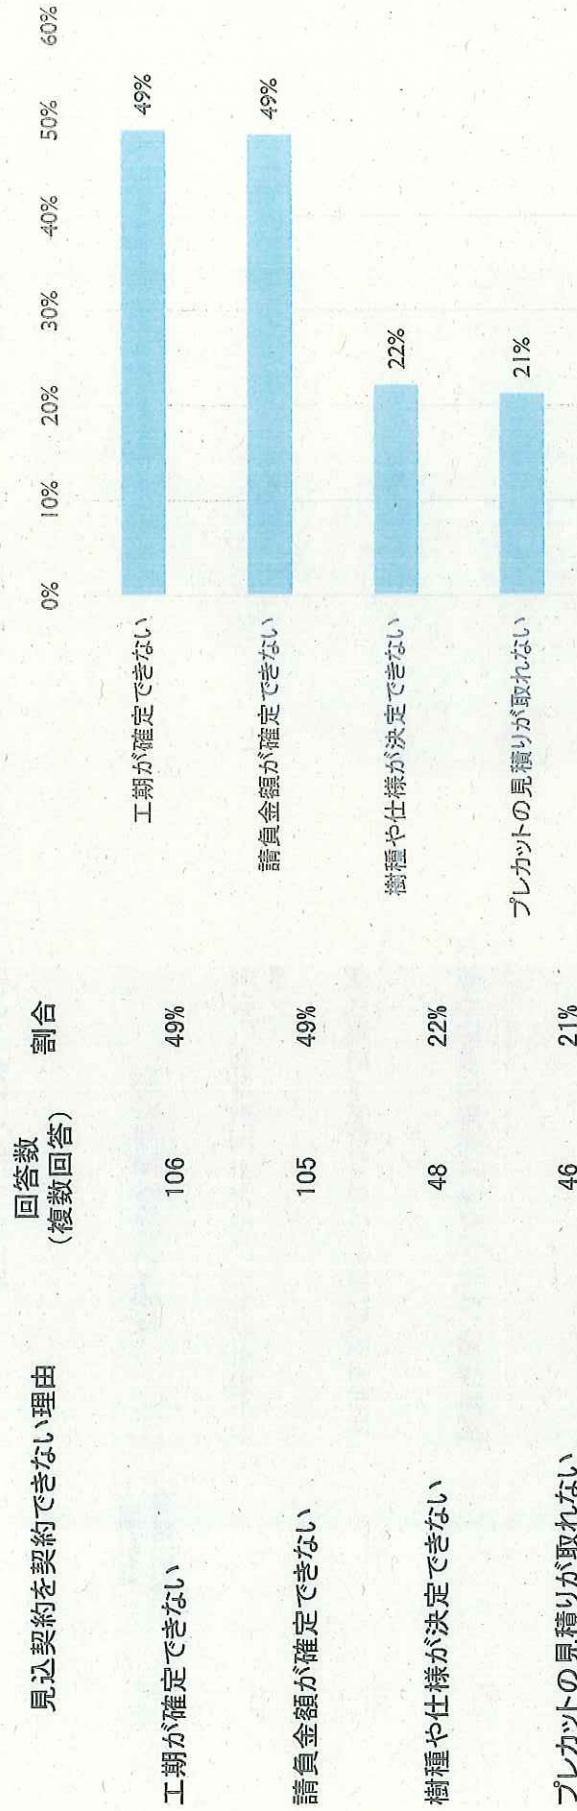 見込契約を契約できない理由 回答数 割合
(複数回答)
工期が確定できない 106 49%
請負金額が確定できない 105 49%
樹種や仕様が決定できない 48 22%
プレカットの見積りが取れない 46 21%
0% 10% 20% 30% 40% 50% 60%
工期が確定できない 49%
請負金額が確定できない 49%
樹種や仕様が決定できない 22%
プレカットの見積りが取れない 21%